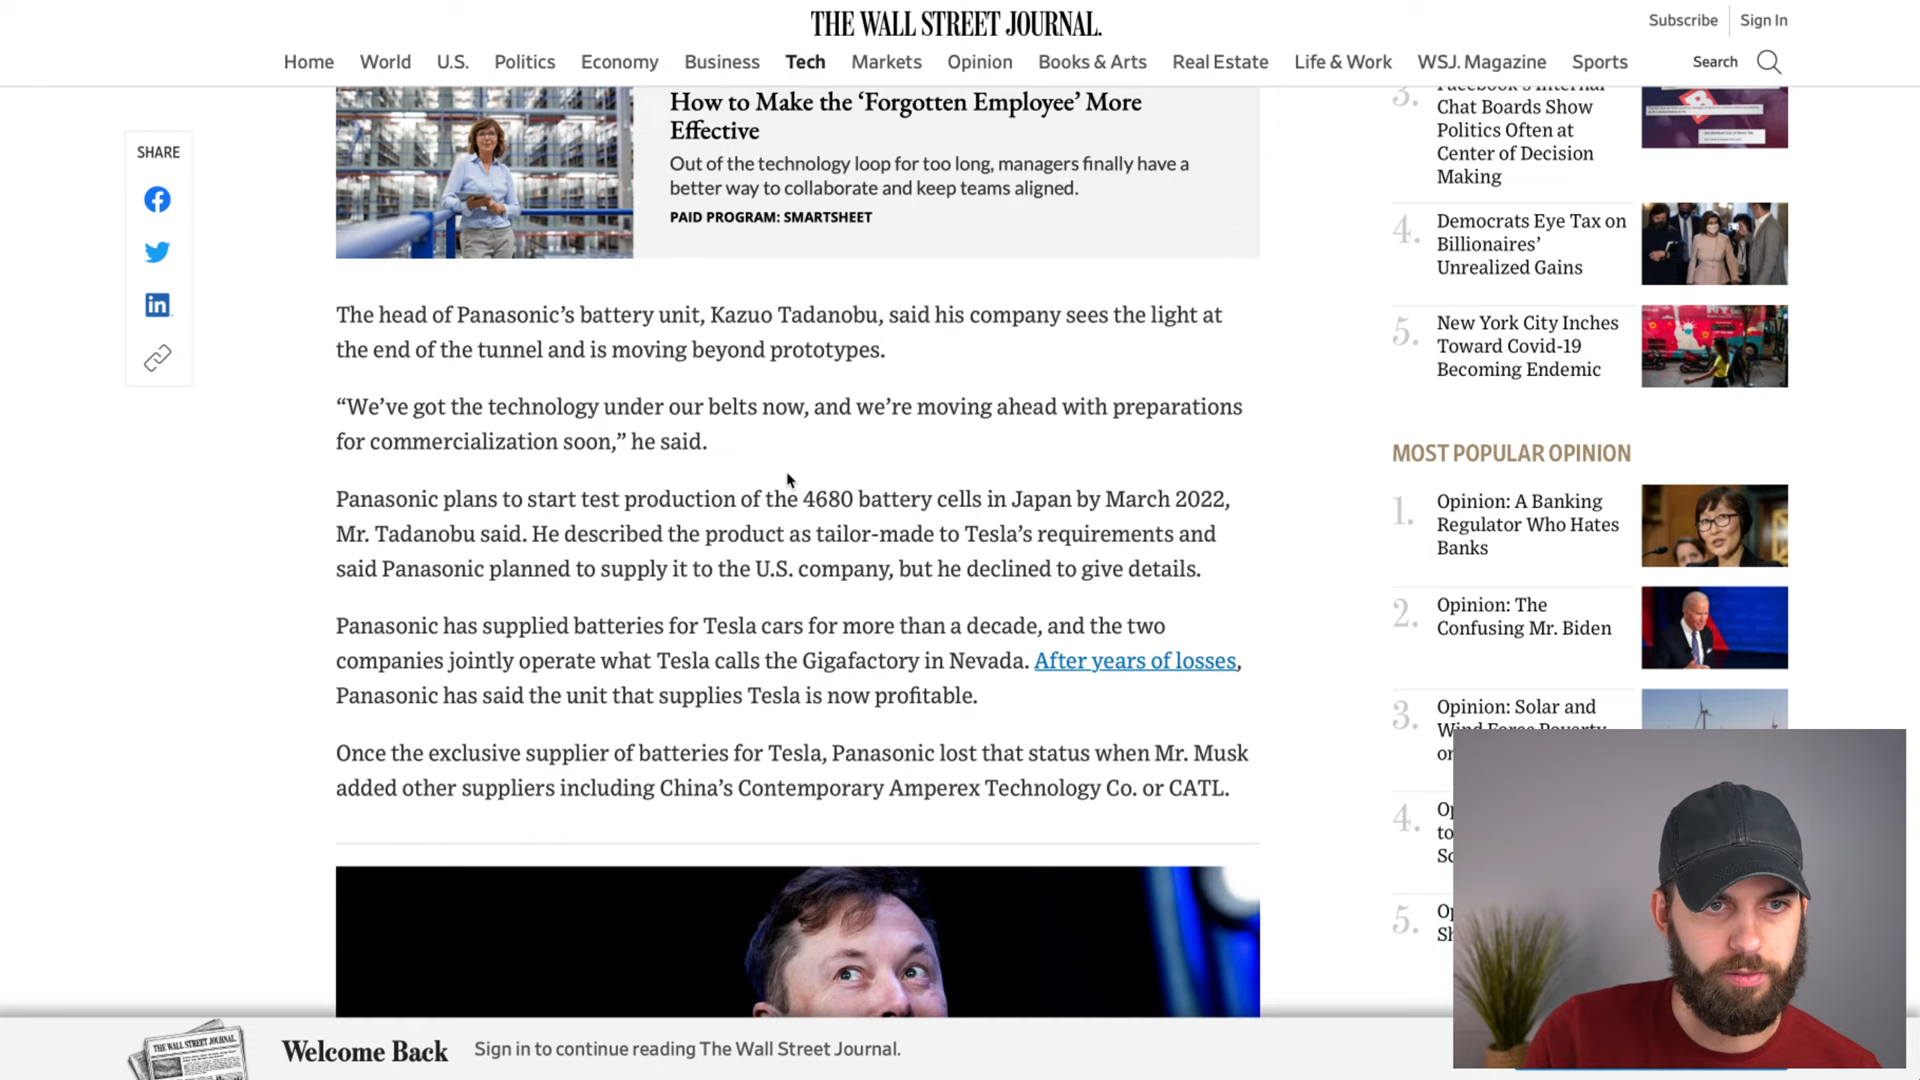 THE WALL STREET JOURNAL.
Subscribe
Sign In
Home
World
U.S.
Politics
Economy
Business
Tech
Markets
Opinion
Books & Arts
Real Estate
Life & Work
WSJ. Magazine
Sports
Search
SHARE
How to Make the ‘Forgotten Employee’ More
Effective
Out of the technology loop for too long, managers finally have a
better way to collaborate and keep teams aligned.
PAID PROGRAM: SMARTSHEET
The head of Panasonic’s battery unit, Kazuo Tadanobu, said his company sees the light at
the end of the tunnel and is moving beyond prototypes.
“We’ve got the technology under our belts now, and we’re moving ahead with preparations
for commercialization soon,” he said.
Panasonic plans to start test production of the 4680 battery cells in Japan by March 2022,
Mr. Tadanobu said. He described the product as tailor-made to Tesla’s requirements and
said Panasonic planned to supply it to the U.S. company, but he declined to give details.
Panasonic has supplied batteries for Tesla cars for more than a decade, and the two
companies jointly operate what Tesla calls the Gigafactory in Nevada. After years of losses,
Panasonic has said the unit that supplies Tesla is now profitable.
Once the exclusive supplier of batteries for Tesla, Panasonic lost that status when Mr. Musk
added other suppliers including China’s Contemporary Amperex Technology Co. or CATL.
3. Facebook’s Internal
Chat Boards Show
Politics Often at
Center of Decision
Making
4. Democrats Eye Tax on
Billionaires’
Unrealized Gains
5. New York City Inches
Toward Covid-19
Becoming Endemic
MOST POPULAR OPINION
1. Opinion: A Banking
Regulator Who Hates
Banks
2. Opinion: The
Confusing Mr. Biden
3. Opinion: Solar and
Wind Force Poverty
4.
to
5.
THE WALL STREET JOURNAL.
Welcome Back
Sign in to continue reading The Wall Street Journal.